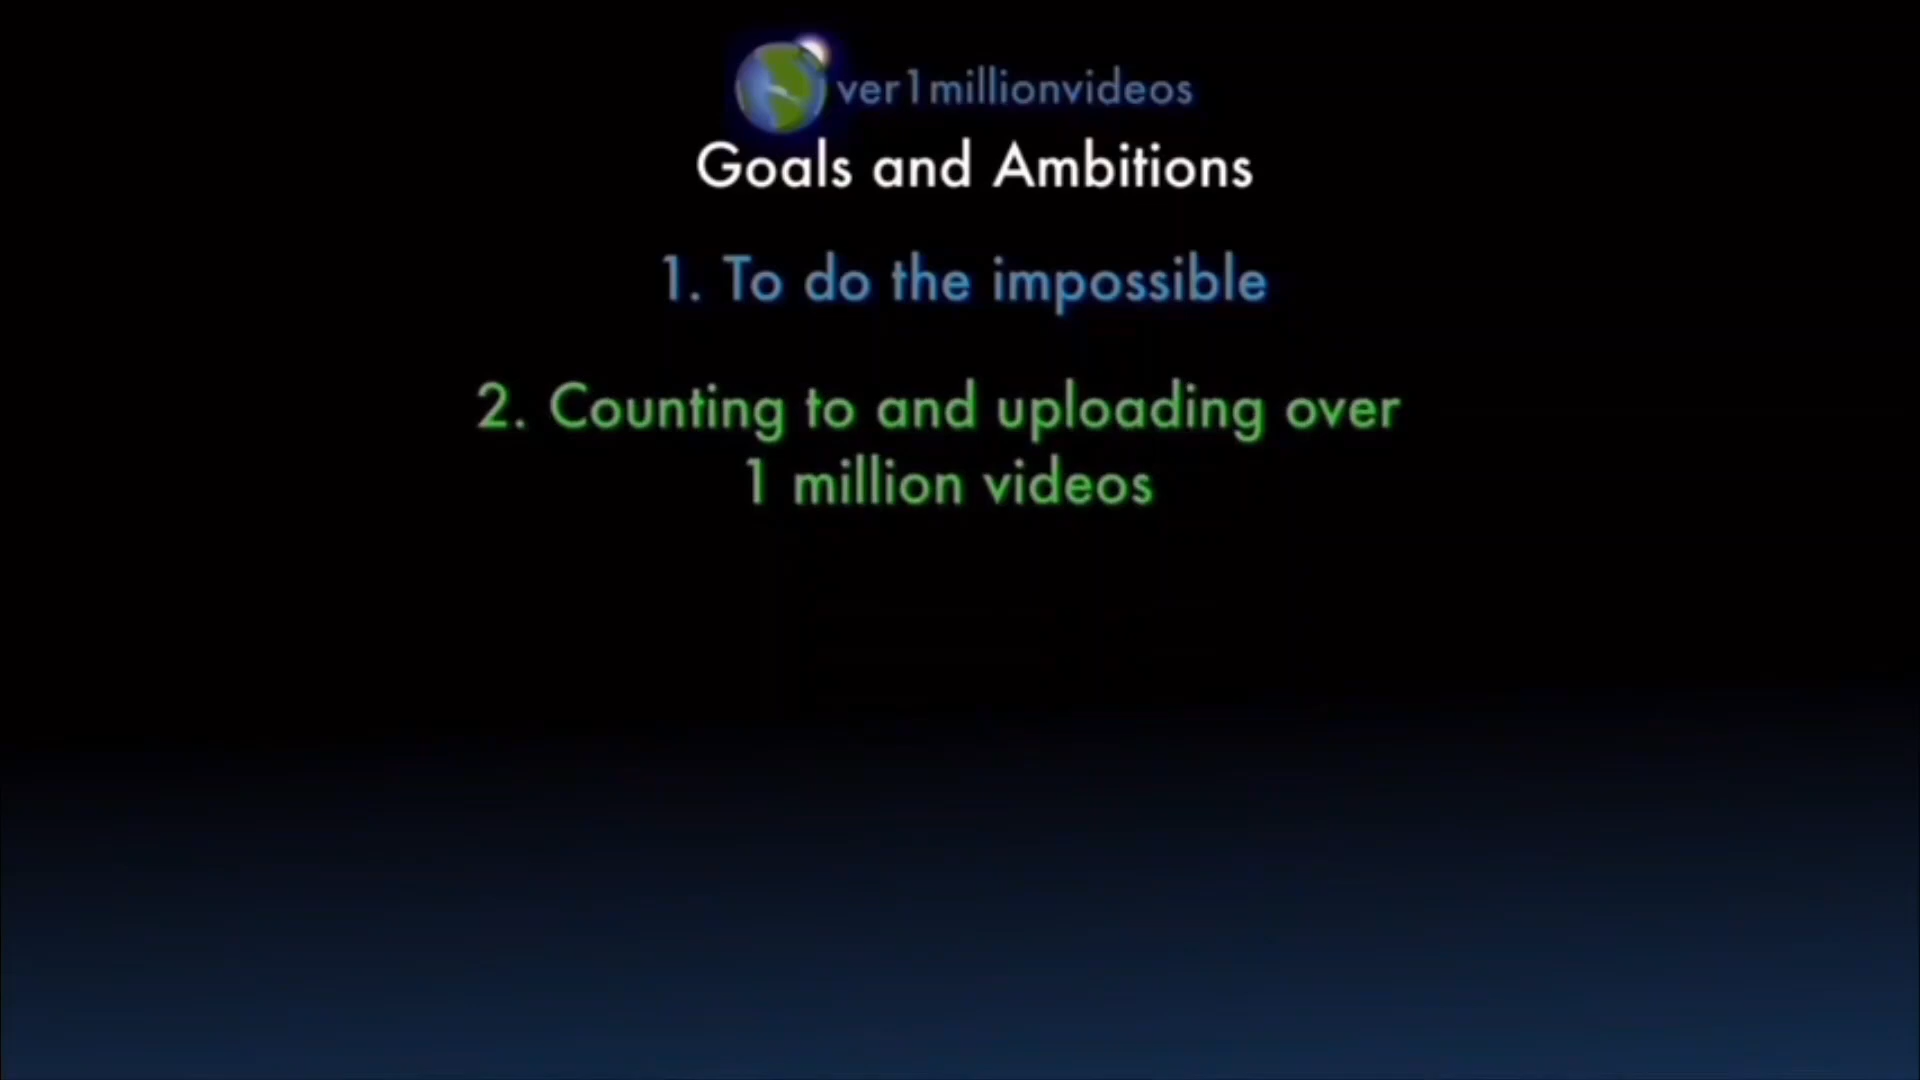 ver1millionvideos
Goals and Ambitions
1. To do the impossible
2. Counting to and uploading over
1 million videos